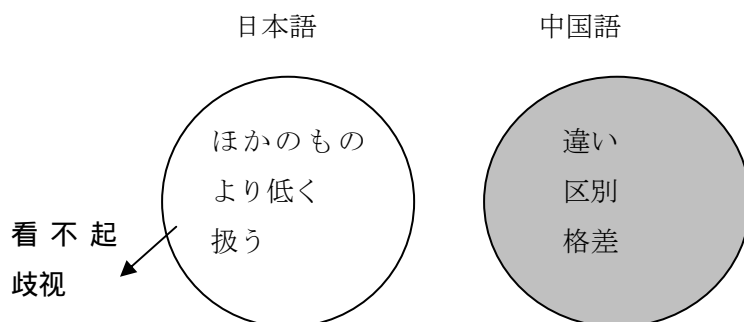 日本語
中国語
ほかのもの
より低く
扱う
違い
区別
格差
看不起
歧视